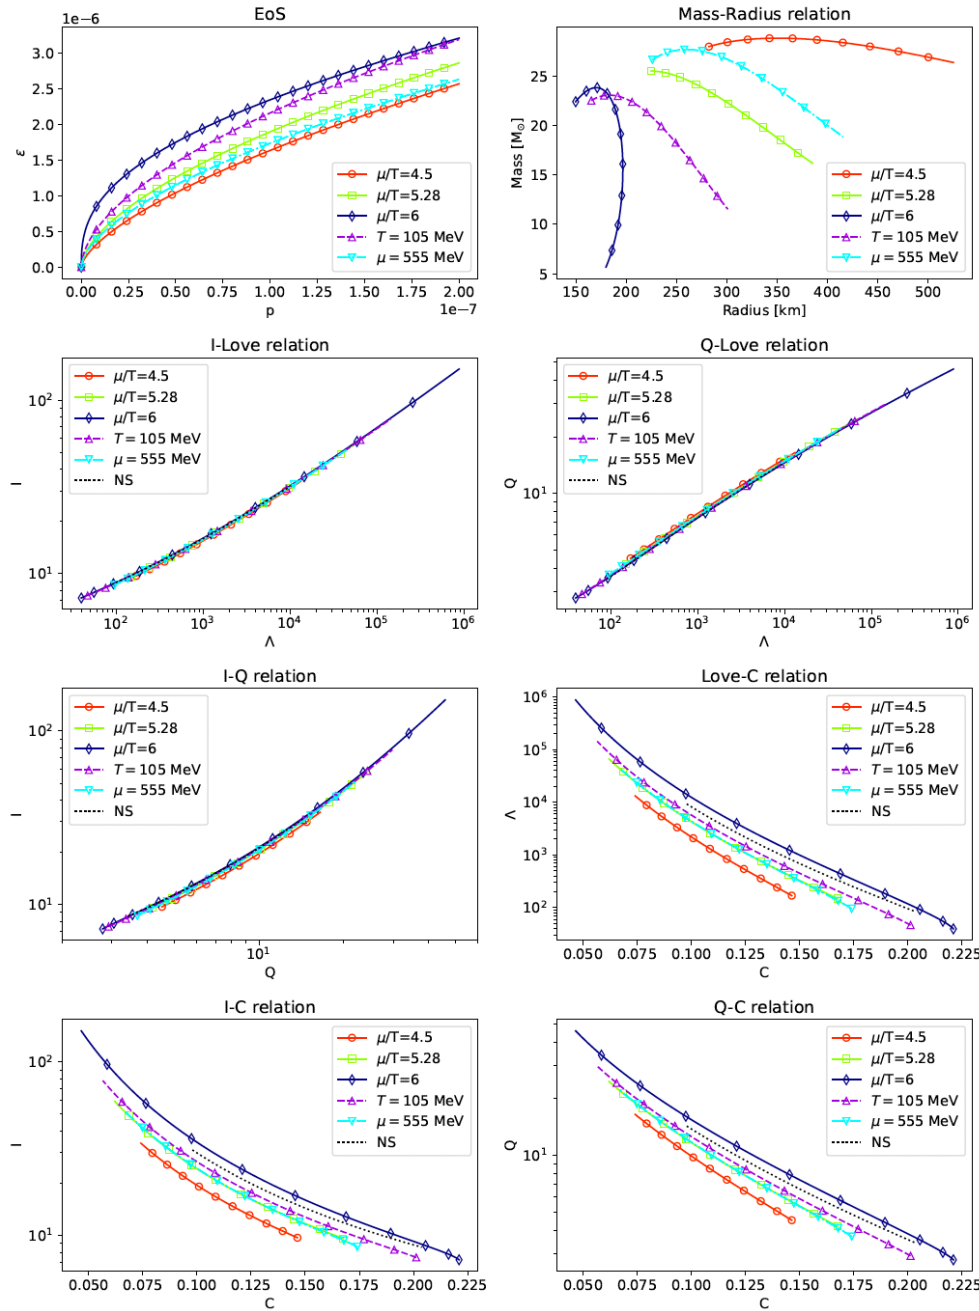 EoS
1e−6
3.0
2.5
2.0
1.5
1.0
0.5
0.0
ε
μ/T=4.5
μ/T=5.28
μ/T=6
T = 105 MeV
μ = 555 MeV
0.00 0.25 0.50 0.75 1.00 1.25 1.50 1.75 2.00
p
1e−7
Mass-Radius relation
25
20
15
10
5
Mass [M⊙]
μ/T=4.5
μ/T=5.28
μ/T=6
T = 105 MeV
μ = 555 MeV
150 200 250 300 350 400 450 500
Radius [km]
I-Love relation
10²
10¹
I
μ/T=4.5
μ/T=5.28
μ/T=6
T = 105 MeV
μ = 555 MeV
NS
10² 10³ 10⁴ 10⁵ 10⁶
Λ
Q-Love relation
10¹
Q
μ/T=4.5
μ/T=5.28
μ/T=6
T = 105 MeV
μ = 555 MeV
NS
10² 10³ 10⁴ 10⁵ 10⁶
Λ
I-Q relation
10²
10¹
I
μ/T=4.5
μ/T=5.28
μ/T=6
T = 105 MeV
μ = 555 MeV
NS
10¹
Q
Love-C relation
10⁶
10⁵
10⁴
10³
10²
Λ
μ/T=4.5
μ/T=5.28
μ/T=6
T = 105 MeV
μ = 555 MeV
NS
0.050 0.075 0.100 0.125 0.150 0.175 0.200 0.225
C
I-C relation
10²
10¹
I
μ/T=4.5
μ/T=5.28
μ/T=6
T = 105 MeV
μ = 555 MeV
NS
0.050 0.075 0.100 0.125 0.150 0.175 0.200 0.225
C
Q-C relation
10¹
Q
μ/T=4.5
μ/T=5.28
μ/T=6
T = 105 MeV
μ = 555 MeV
NS
0.050 0.075 0.100 0.125 0.150 0.175 0.200 0.225
C